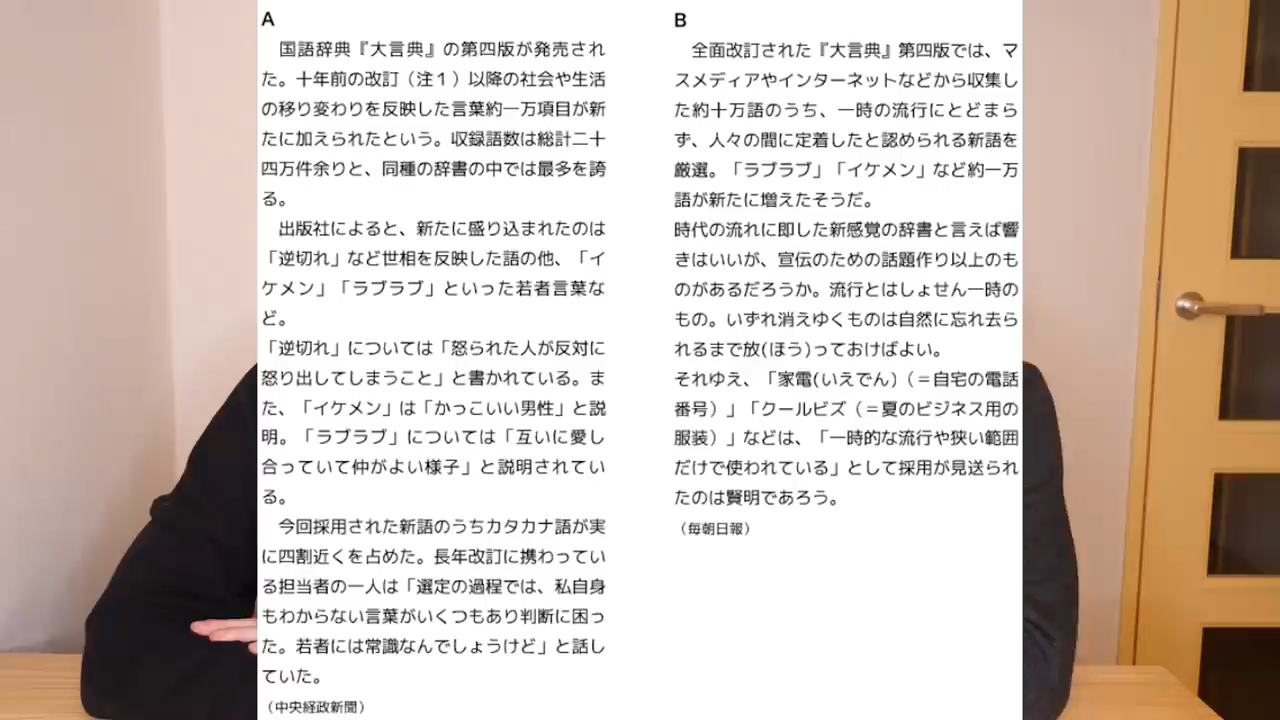 A
国語辞典『大言典』の第四版が発売され
た。十年前の改訂（注１）以降の社会や生活
の移り変わりを反映した言葉約一万項目が新
たに加えられたという。収録語数は総計二十
四万件余りと、同種の辞書の中では最多を誇
る。
出版社によると、新たに盛り込まれたのは
「逆切れ」など世相を反映した語の他、「イ
ケメン」「ラブラブ」といった若者言葉な
ど。
「逆切れ」については「怒られた人が反対に
怒り出してしまうこと」と書かれている。ま
た、「イケメン」は「かっこいい男性」と説
明。「ラブラブ」については「互いに愛し
合っていて仲がよい様子」と説明されてい
る。
今回採用された新語のうちカタカナ語が実
に四割近くを占めた。長年改訂に携わってい
る担当者の一人は「選定の過程では、私自身
もわからない言葉がいくつもあり判断に困っ
た。若者には常識なんでしょうけど」と話し
ていた。
（中央経政新聞）
B
全面改訂された『大言典』第四版では、マ
スメディアやインターネットなどから収集し
た約十万語のうち、一時の流行にとどまら
ず、人々の間に定着したと認められる新語を
厳選。「ラブラブ」「イケメン」など約一万
語が新たに増えたそうだ。
時代の流れに即した新感覚の辞書と言えば響
きはいいが、宣伝のための話題作り以上のも
のがあるだろうか。流行とはしょせん一時の
もの。いずれ消えゆくものは自然に忘れ去ら
れるまで放(ほう)っておけばよい。
それゆえ、「家電(いえでん)（＝自宅の電話
番号）」「クールビズ（＝夏のビジネス用の
服装）」などは、「一時的な流行や狭い範囲
だけで使われている」として採用が見送られ
たのは賢明であろう。
（毎朝日報）